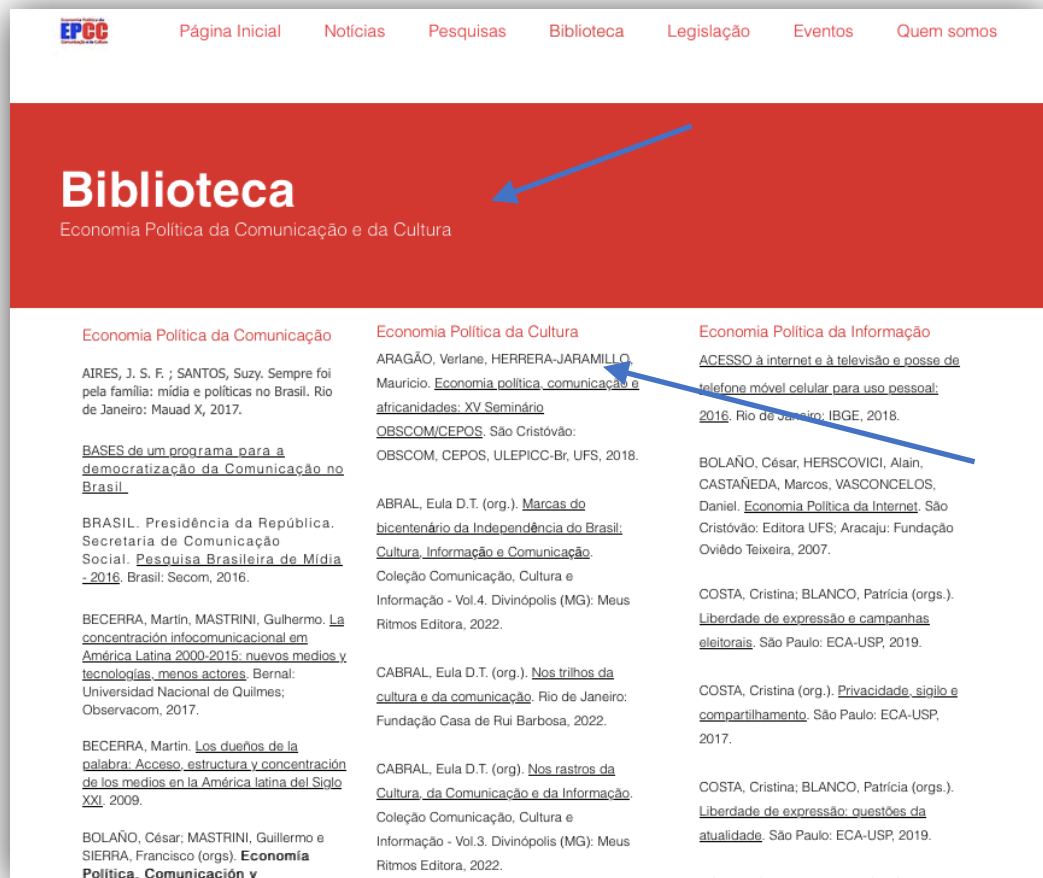 Economia Política da
EPCC
Comunicação e da Cultura
Página Inicial
Notícias
Pesquisas
Biblioteca
Legislação
Eventos
Quem somos
Biblioteca
Economia Política da Comunicação e da Cultura
Economia Política da Comunicação
AIRES, J. S. F. ; SANTOS, Suzy. Sempre foi
pela família: mídia e políticas no Brasil. Rio
de Janeiro: Mauad X, 2017.
BASES de um programa para a
democratização da Comunicação no
Brasil
BRASIL. Presidência da República.
Secretaria de Comunicação
Social. Pesquisa Brasileira de Mídia
- 2016. Brasil: Secom, 2016.
BECERRA, Martín, MASTRINI, Gulhermo. La
concentración infocomunicacional em
América Latina 2000-2015: nuevos medios y
tecnologías, menos actores. Bernal:
Universidad Nacional de Quilmes;
Observacom, 2017.
BECERRA, Martin. Los dueños de la
palabra: Acceso, estructura y concentración
de los medios en la América latina del Siglo
XXI. 2009.
BOLAÑO, César; MASTRINI, Guillermo e
SIERRA, Francisco (orgs). Economía
Política, Comunicación y
Economia Política da Cultura
ARAGÃO, Verlane, HERRERA-JARAMILLO,
Mauricio. Economia política, comunicação e
africanidades: XV Seminário
OBSCOM/CEPOS. São Cristóvão:
OBSCOM, CEPOS, ULEPICC-Br, UFS, 2018.
ABRAL, Eula D.T. (org.). Marcas do
bicentenário da Independência do Brasil:
Cultura, Informação e Comunicação.
Coleção Comunicação, Cultura e
Informação - Vol.4. Divinópolis (MG): Meus
Ritmos Editora, 2022.
CABRAL, Eula D.T. (org.). Nos trilhos da
cultura e da comunicação. Rio de Janeiro:
Fundação Casa de Rui Barbosa, 2022.
CABRAL, Eula D.T. (org). Nos rastros da
Cultura, da Comunicação e da Informação.
Coleção Comunicação, Cultura e
Informação - Vol.3. Divinópolis (MG): Meus
Ritmos Editora, 2022.
Economia Política da Informação
ACESSO à internet e à televisão e posse de
telefone móvel celular para uso pessoal:
2016. Rio de Janeiro: IBGE, 2018.
BOLAÑO, César, HERSCOVICI, Alain,
CASTAÑEDA, Marcos, VASCONCELOS,
Daniel. Economia Política da Internet. São
Cristóvão: Editora UFS; Aracaju: Fundação
Oviêdo Teixeira, 2007.
COSTA, Cristina; BLANCO, Patrícia (orgs.).
Liberdade de expressão e campanhas
eleitorais. São Paulo: ECA-USP, 2019.
COSTA, Cristina (org.). Privacidade, sigilo e
compartilhamento. São Paulo: ECA-USP,
2017.
COSTA, Cristina; BLANCO, Patrícia (orgs.).
Liberdade de expressão: questões da
atualidade. São Paulo: ECA-USP, 2019.